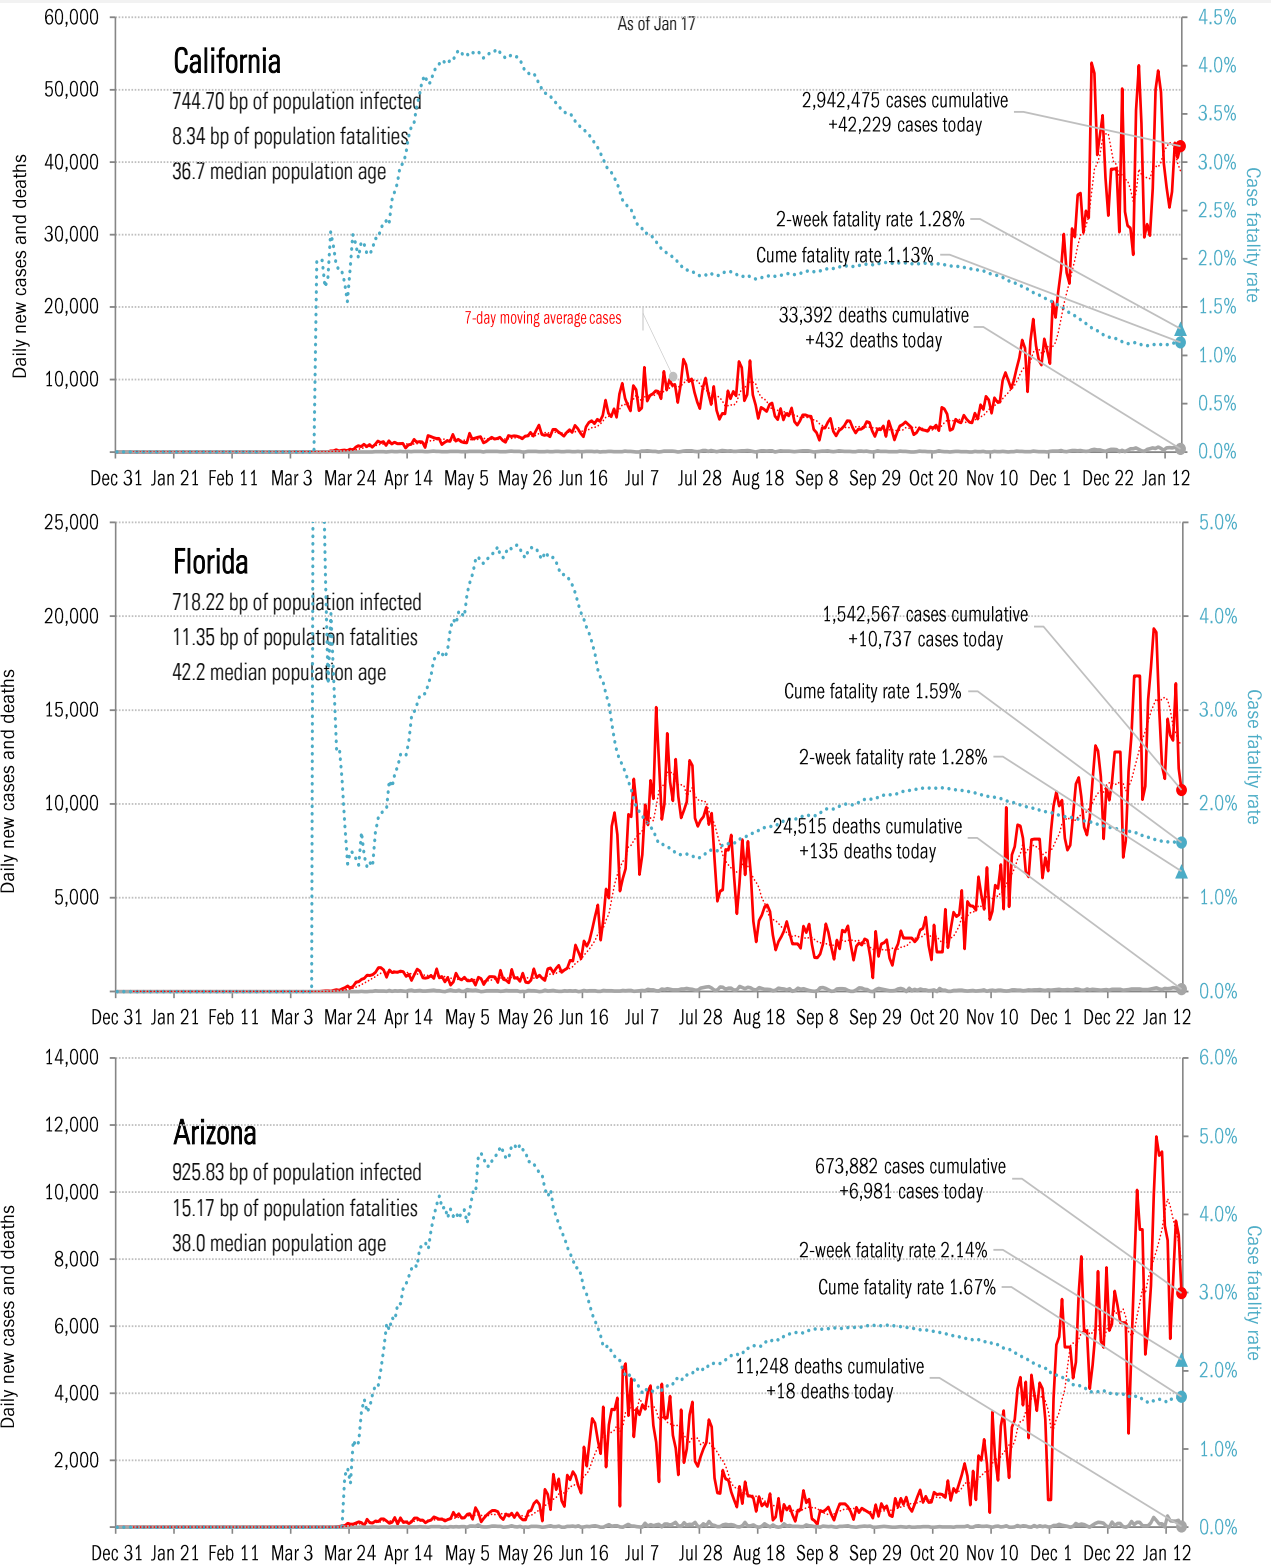 As of Jan 17
60,000
50,000
40,000
30,000
20,000
10,000
Daily new cases and deaths
4.5%
4.0%
3.5%
3.0%
2.5%
2.0%
1.5%
1.0%
0.5%
0.0%
Case fatality rate
California
744.70 bp of population infected
8.34 bp of population fatalities
36.7 median population age
2,942,475 cases cumulative
+42,229 cases today
2-week fatality rate 1.28%
Cume fatality rate 1.13%
7-day moving average cases
33,392 deaths cumulative
+432 deaths today
Dec 31 Jan 21 Feb 11 Mar 3 Mar 24 Apr 14 May 5 May 26 Jun 16 Jul 7 Jul 28 Aug 18 Sep 8 Sep 29 Oct 20 Nov 10 Dec 1 Dec 22 Jan 12
25,000
20,000
15,000
10,000
5,000
Daily new cases and deaths
5.0%
4.0%
3.0%
2.0%
1.0%
0.0%
Case fatality rate
Florida
718.22 bp of population infected
11.35 bp of population fatalities
42.2 median population age
1,542,567 cases cumulative
+10,737 cases today
Cume fatality rate 1.59%
2-week fatality rate 1.28%
24,515 deaths cumulative
+135 deaths today
Dec 31 Jan 21 Feb 11 Mar 3 Mar 24 Apr 14 May 5 May 26 Jun 16 Jul 7 Jul 28 Aug 18 Sep 8 Sep 29 Oct 20 Nov 10 Dec 1 Dec 22 Jan 12
14,000
12,000
10,000
8,000
6,000
4,000
2,000
Daily new cases and deaths
6.0%
5.0%
4.0%
3.0%
2.0%
1.0%
0.0%
Case fatality rate
Arizona
925.83 bp of population infected
15.17 bp of population fatalities
38.0 median population age
673,882 cases cumulative
+6,981 cases today
2-week fatality rate 2.14%
Cume fatality rate 1.67%
11,248 deaths cumulative
+18 deaths today
Dec 31 Jan 21 Feb 11 Mar 3 Mar 24 Apr 14 May 5 May 26 Jun 16 Jul 7 Jul 28 Aug 18 Sep 8 Sep 29 Oct 20 Nov 10 Dec 1 Dec 22 Jan 12